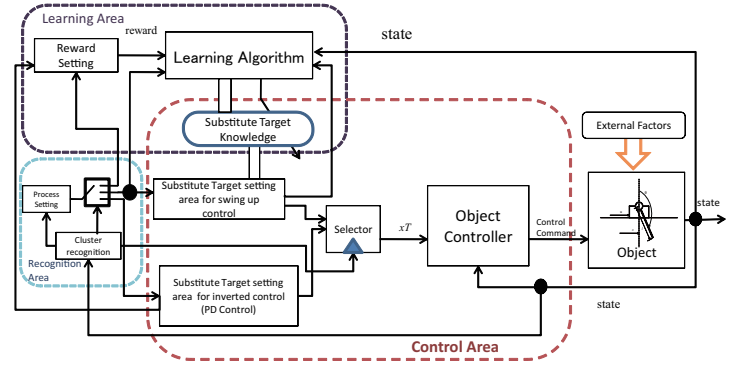 Learning Area
reward
Reward
Setting
Learning Algorithm
state
Substitute Target
Knowledge
External Factors
Process
Setting
Substitute Target setting
area for swing up
control
Selector
xT
Object
Controller
Control
Command
Object
state
Cluster
recognition
Recognition
Area
Substitute Target setting
area for inverted control
(PD Control)
state
Control Area